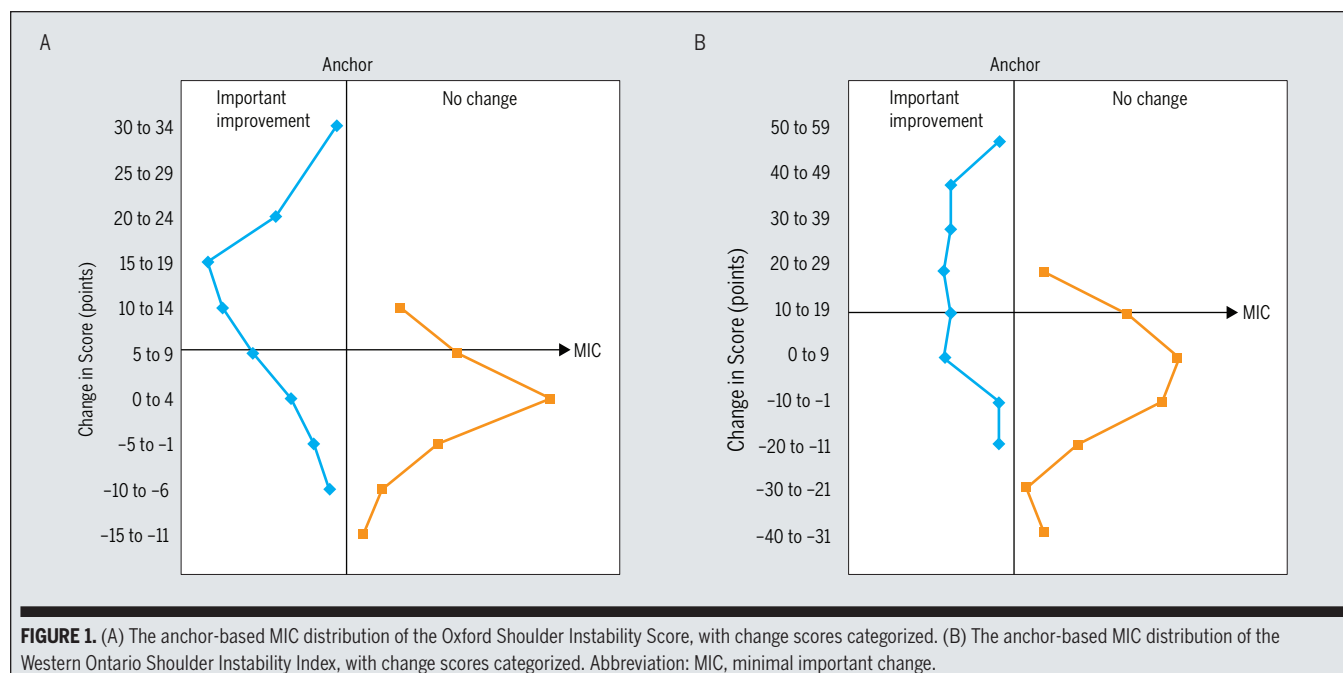 A
Anchor
Important
improvement
No change
30 to 34
25 to 29
20 to 24
15 to 19
10 to 14
5 to 9
0 to 4
–5 to –1
–10 to –6
–15 to –11
Change in Score (points)
MIC
B
Anchor
Important
improvement
No change
50 to 59
40 to 49
30 to 39
20 to 29
10 to 19
0 to 9
–10 to –1
–20 to –11
–30 to –21
–40 to –31
Change in Score (points)
MIC
FIGURE 1. (A) The anchor-based MIC distribution of the Oxford Shoulder Instability Score, with change scores categorized. (B) The anchor-based MIC distribution of the
Western Ontario Shoulder Instability Index, with change scores categorized. Abbreviation: MIC, minimal important change.